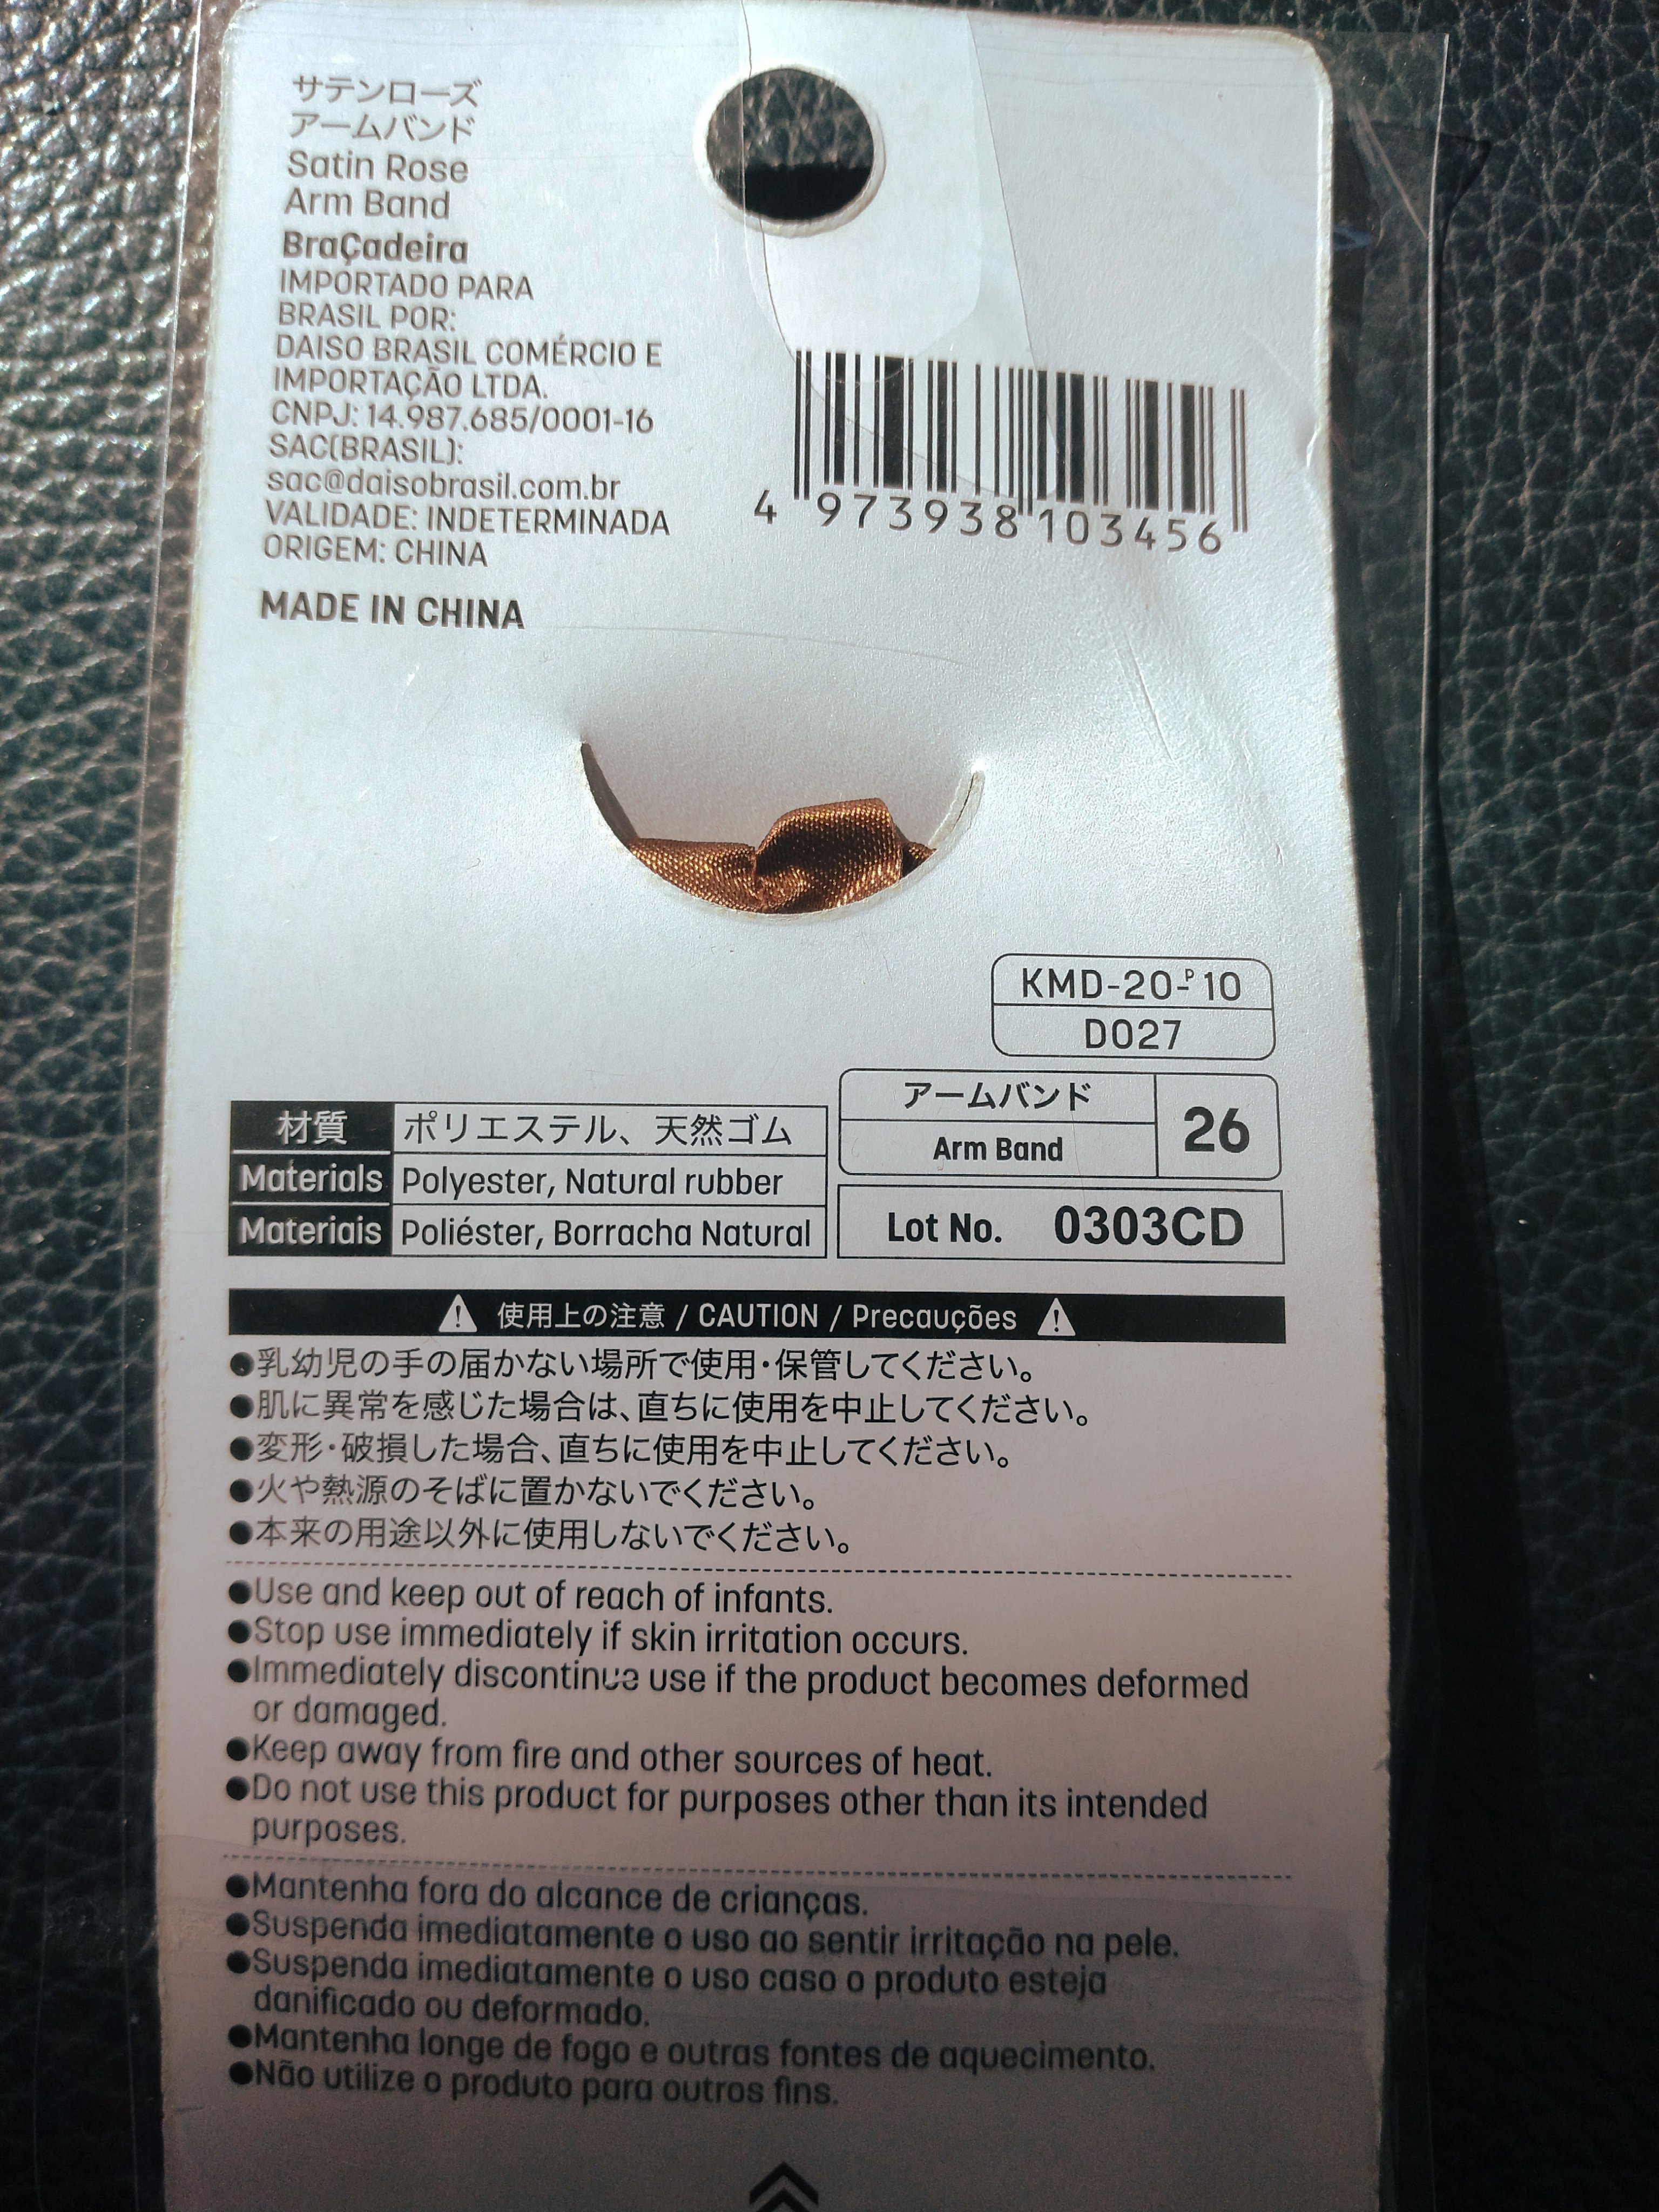 サテンローズ
アームバンド
Satin Rose
Arm Band
BraÇadeira
IMPORTADO PARA
BRASIL POR:
DAISO BRASIL COMÉRCIO E
IMPORTAÇÃO LTDA.
CNPJ: 14.987.685/0001-16
SAC(BRASIL):
sac@daisobrasil.com.br
VALIDADE: INDETERMINADA
ORIGEM: CHINA
MADE IN CHINA
4 973938 103456
KMD-20-P10
D027
アームバンド
Arm Band
26
材質 ポリエステル、天然ゴム
Materials Polyester, Natural rubber
Materiais Poliéster, Borracha Natural
Lot No. 0303CD
使用上の注意 / CAUTION / Precauções
●乳幼児の手の届かない場所で使用・保管してください。
●肌に異常を感じた場合は、直ちに使用を中止してください。
●変形・破損した場合、直ちに使用を中止してください。
●火や熱源のそばに置かないでください。
●本来の用途以外に使用しないでください。
●Use and keep out of reach of infants.
●Stop use immediately if skin irritation occurs.
●Immediately discontinue use if the product becomes deformed
or damaged.
●Keep away from fire and other sources of heat.
●Do not use this product for purposes other than its intended
purposes.
●Mantenha fora do alcance de crianças.
●Suspenda imediatamente o uso ao sentir irritação na pele.
●Suspenda imediatamente o uso caso o produto esteja
danificado ou deformado.
●Mantenha longe de fogo e outras fontes de aquecimento.
●Não utilize o produto para outros fins.